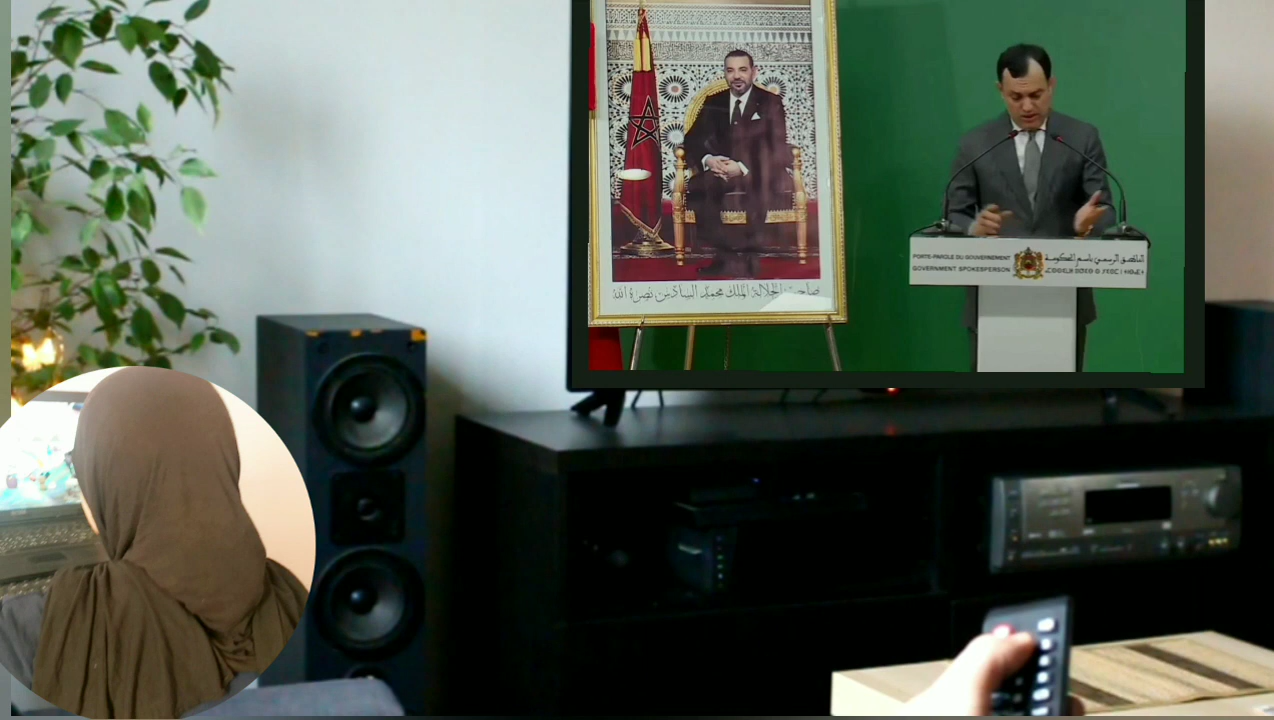 صاحب الجلالة الملك محمد السادس نصره الله
PORTE-PAROLE DU GOUVERNEMENT
GOVERNMENT SPOKESPERSON
الناطق الرسمي باسم الحكومة